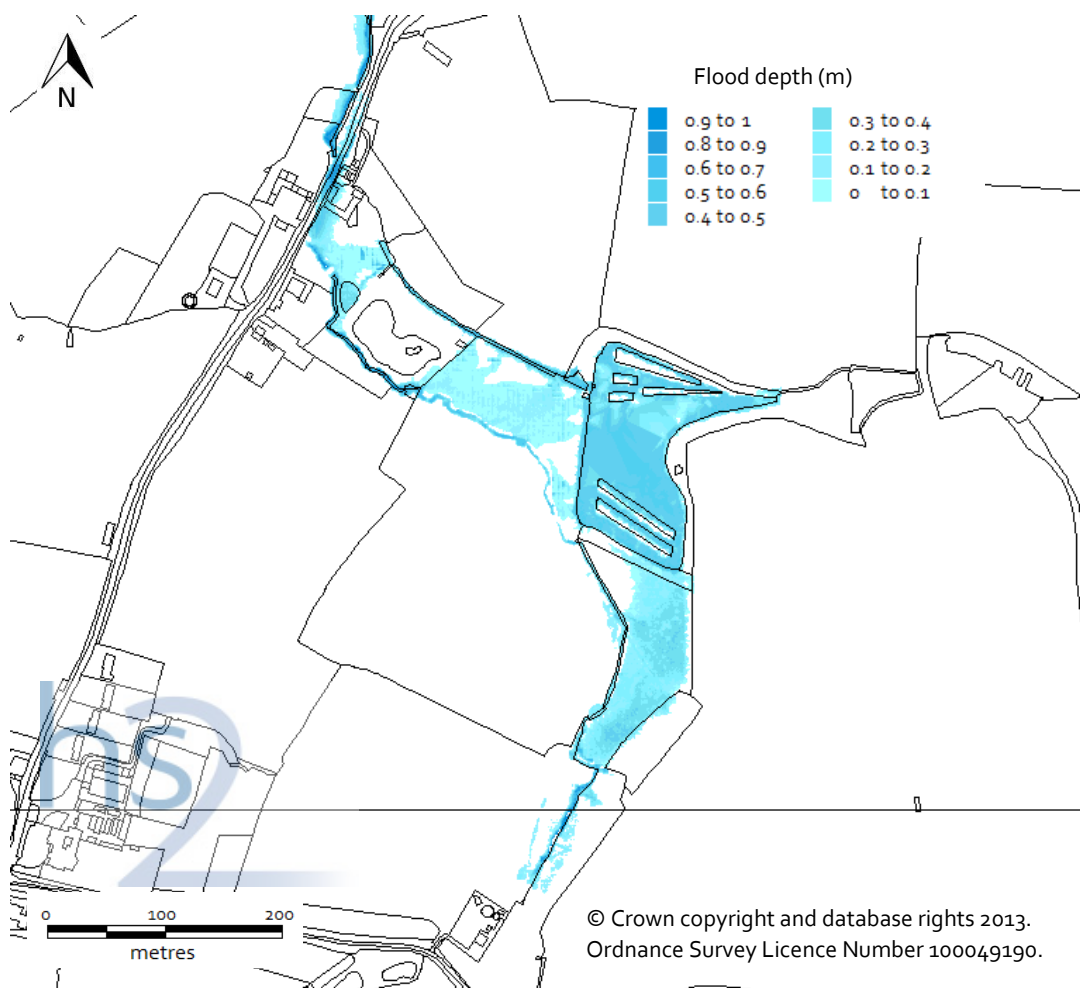 N
Flood depth (m)
0.9 to 1
0.8 to 0.9
0.6 to 0.7
0.5 to 0.6
0.4 to 0.5
0.3 to 0.4
0.2 to 0.3
0.1 to 0.2
0 to 0.1
hs2
0 100 200
metres
© Crown copyright and database rights 2013.
Ordnance Survey Licence Number 100049190.